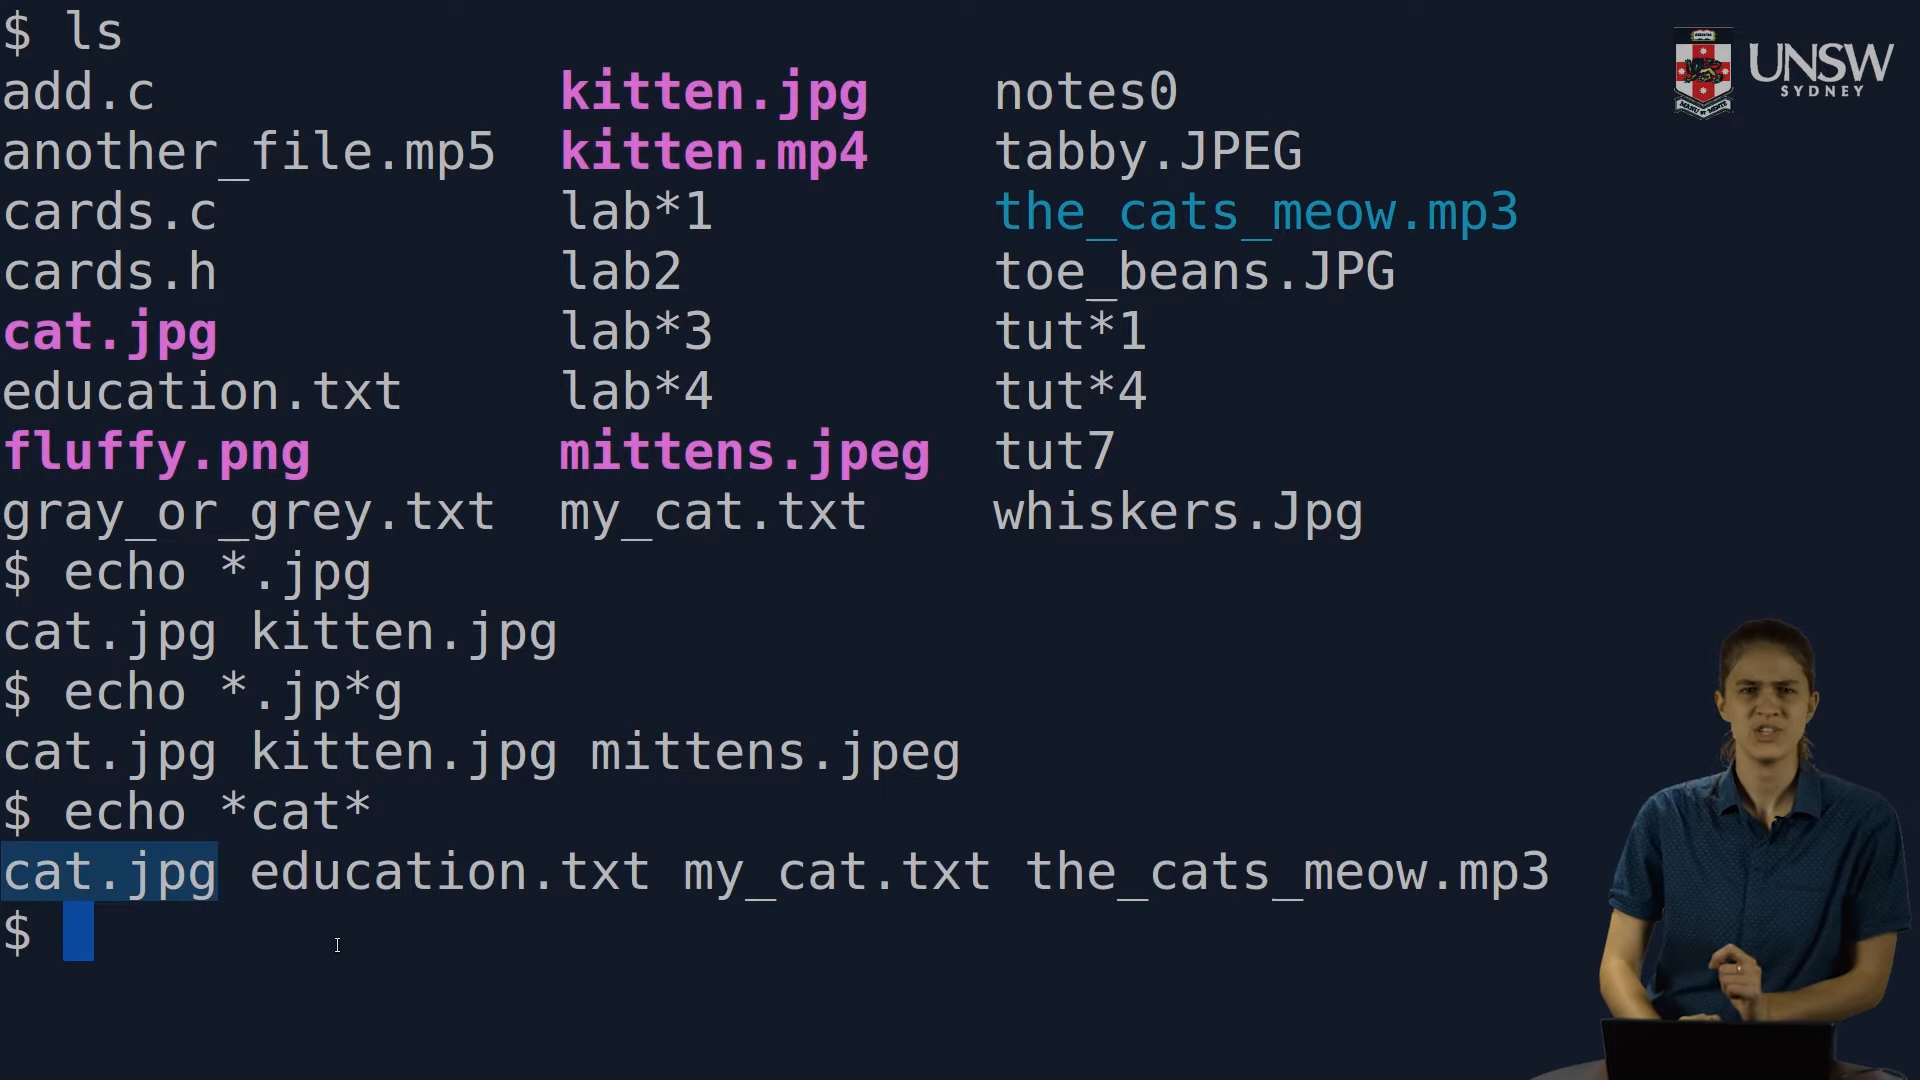 $ ls
add.c kitten.jpg notes0
another_file.mp5 kitten.mp4 tabby.JPEG
cards.c lab*1 the_cats_meow.mp3
cards.h lab2 toe_beans.JPG
cat.jpg lab*3 tut*1
education.txt lab*4 tut*4
fluffy.png mittens.jpeg tut7
gray_or_grey.txt my_cat.txt whiskers.Jpg
$ echo *.jpg
cat.jpg kitten.jpg
$ echo *.jp*g
cat.jpg kitten.jpg mittens.jpeg
$ echo *cat*
cat.jpg education.txt my_cat.txt the_cats_meow.mp3
$
UNSW
SYDNEY